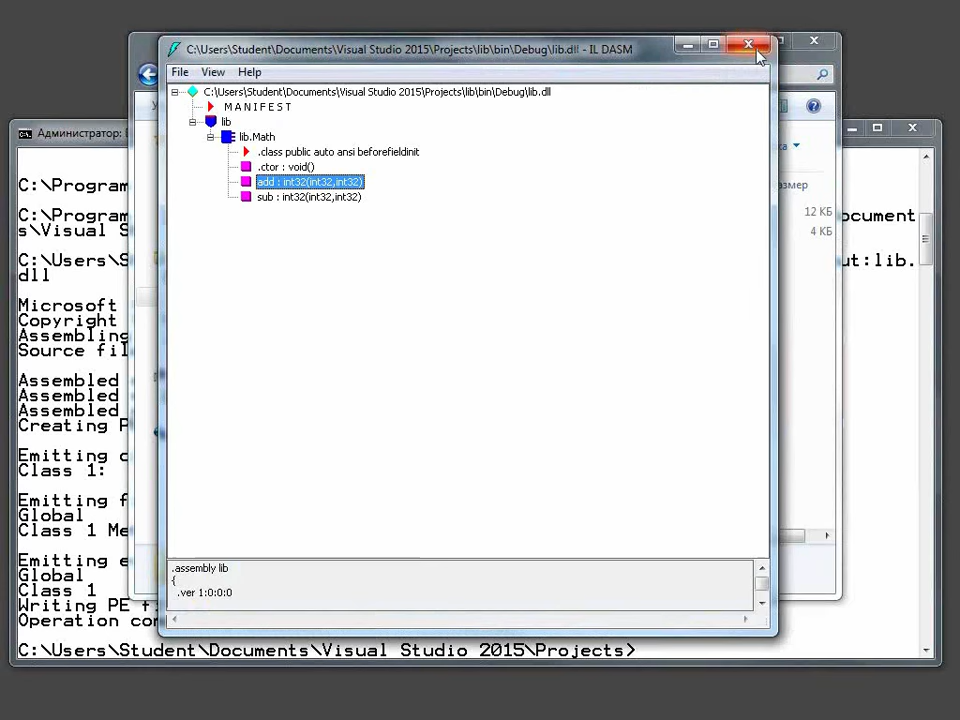 C:\Users\Student\Documents\Visual Studio 2015\Projects\lib\bin\Debug\lib.dll - IL DASM
File View Help
C:\Users\Student\Documents\Visual Studio 2015\Projects\lib\bin\Debug\lib.dll
MANIFEST
lib
lib.Math
.class public auto ansi beforefieldinit
.ctor : void()
add : int32(int32,int32)
sub : int32(int32,int32)
.assembly lib
{
.ver 1:0:0:0
размер
12 КБ
4 КБ
Администратор:
C:\Program
C:\Program
ocument
s\Visual S
C:\Users\S
ut:lib.
dll
Microsoft
Copyright
Assembling
Source fil
Assembled
Assembled
Assembled
Creating P
Emitting
Class 1:
Emitting f
Global
Class 1 Me
Emitting e
Global
Class 1
Writing PE
Operation
C:\Users\Student\Documents\Visual Studio 2015\Projects>